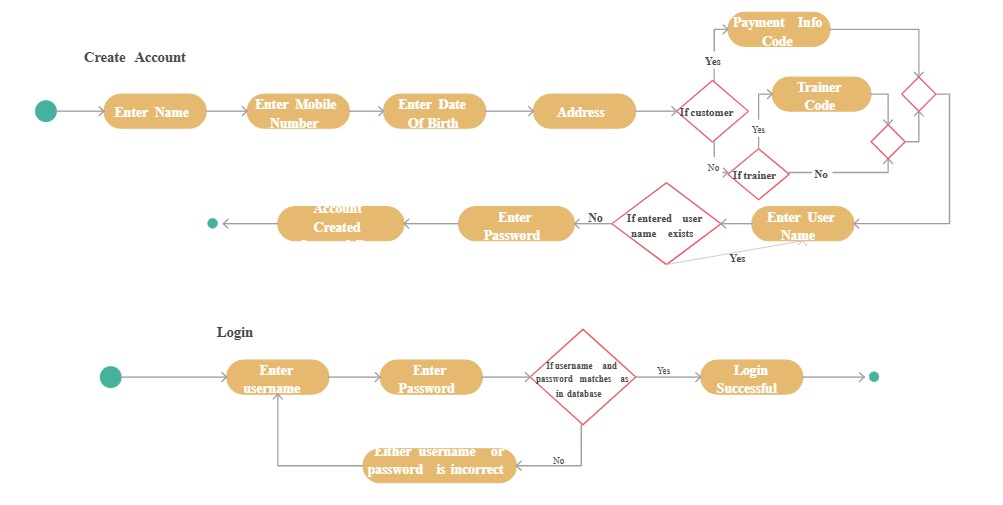 Payment Info
Code
Create Account
Yes
Trainer
Code
Enter Name
Enter Mobile
Number
Enter Date
Of Birth
Address
If customer
Yes
No
If trainer
No
Account
Created
Enter
Password
No
If entered user
name exists
Enter User
Name
Yes
Login
Enter
username
Enter
Password
If username and
password matches as
in database
Yes
Login
Successful
Either username or
password is incorrect
No